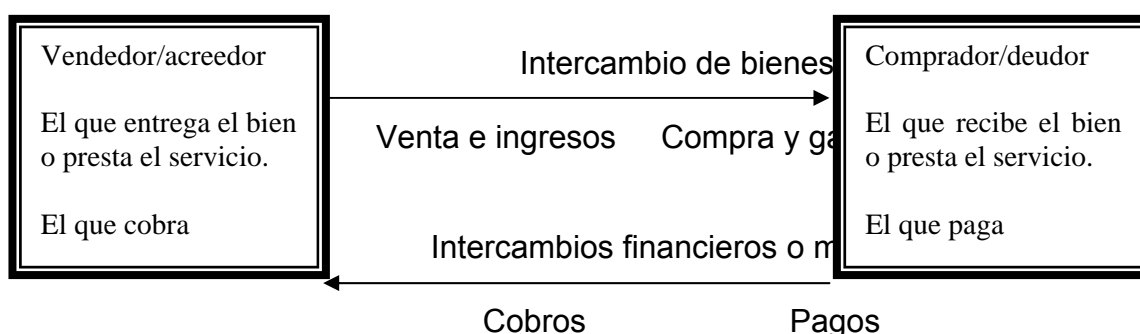 Vendedor/acreedor
El que entrega el bien
o presta el servicio.
El que cobra
Intercambio de bienes
Venta e ingresos Compra y
Intercambios financieros o
Cobros Pagos
Comprador/deudor
El que recibe el bien
o presta el servicio.
El que paga